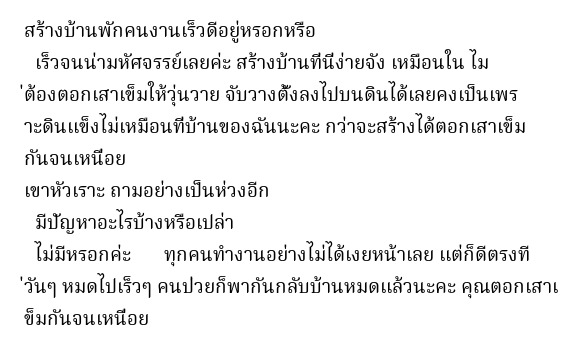 สร้างบ้านพักคนงานเร็วดีอยู่หรอกหรือ
เร็วจนน่ามหัศจรรย์เลยค่ะ สร้างบ้านที่นี่ง่ายจัง เหมือนใน ไม
่ต้องตอกเสาเข็มให้วุ่นวาย จับวางตั้งลงไปบนดินได้เลยคงเป็นเพร
าะดินแข็งไม่เหมือนที่บ้านของฉันนะคะ กว่าจะสร้างได้ตอกเสาเข็ม
กันจนเหนื่อย
เขาหัวเราะ ถามอย่างเป็นห่วงอีก
มีปัญหาอะไรบ้างหรือเปล่า
ไม่มีหรอกค่ะ ทุกคนทำงานอย่างไม่ได้เงยหน้าเลย แต่ก็ดีตรงที
่วันๆ หมดไปเร็วๆ คนป่วยก็พากันกลับบ้านหมดแล้วนะคะ คุณตอกเสาเ
ข็มกันจนเหนื่อย